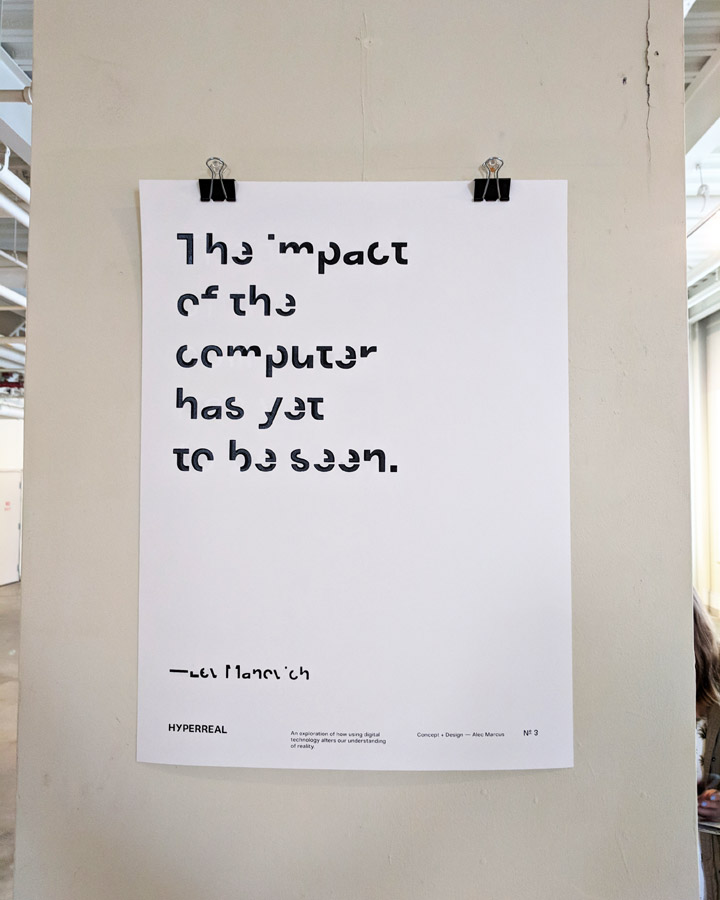 The impact
of the
computer
has yet
to be seen.
—Lev Manovich
HYPERREAL
An exploration of how using digital
technology alters our understanding
of reality.
Concept + Design — Alec Marcus
Nº 3